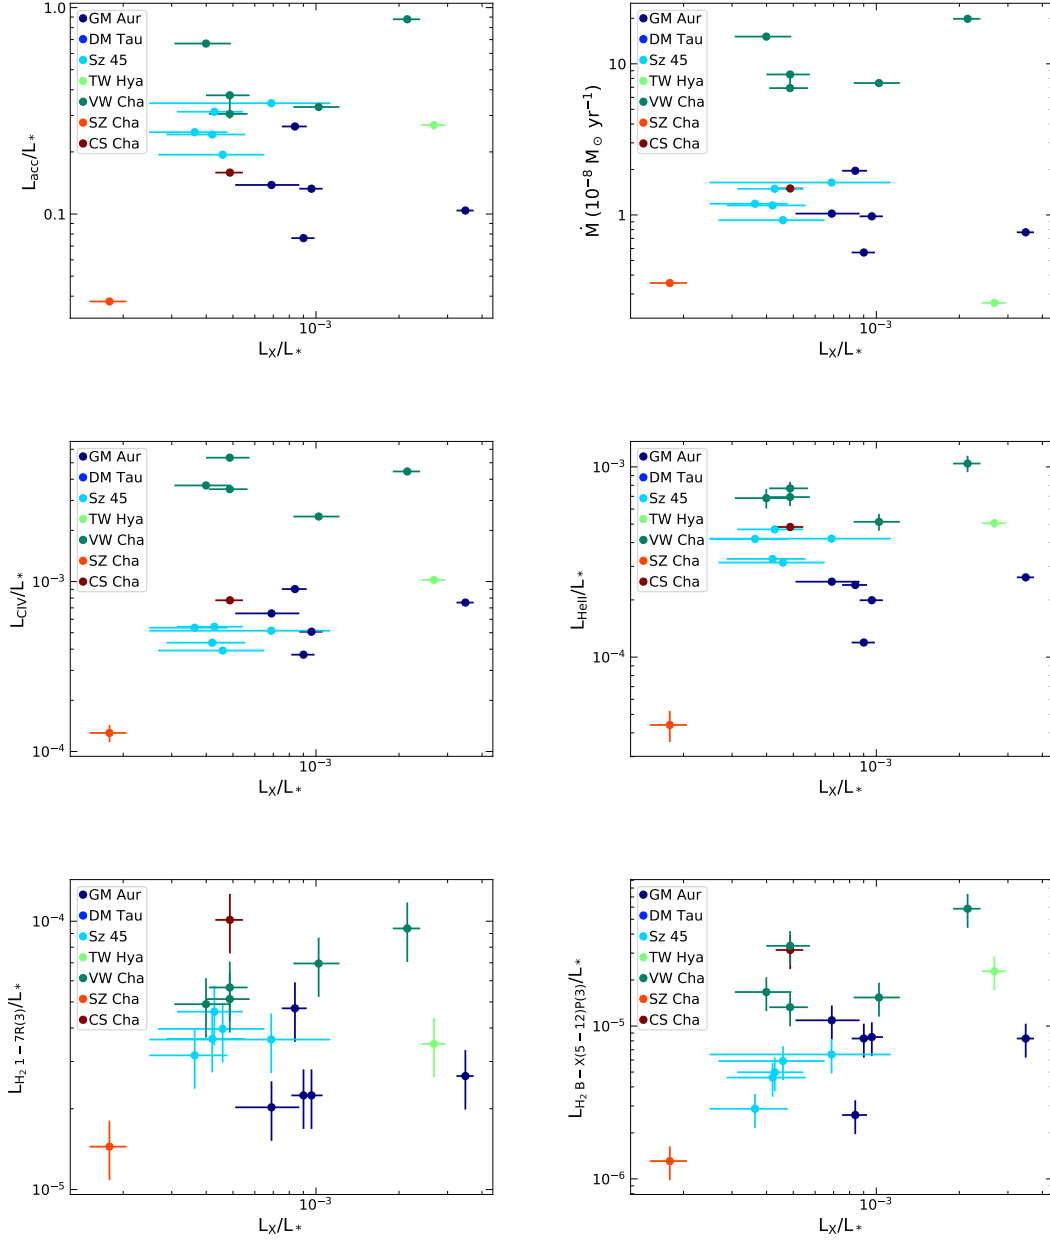 1.0
0.1
L_acc/L_*
GM Aur
DM Tau
Sz 45
TW Hya
VW Cha
SZ Cha
CS Cha
10⁻³
L_X/L_*
10
1
Ṁ (10⁻⁸ M_⊙ yr⁻¹)
GM Aur
DM Tau
Sz 45
TW Hya
VW Cha
SZ Cha
CS Cha
10⁻³
L_X/L_*
10⁻³
10⁻⁴
L_CIV/L_*
GM Aur
DM Tau
Sz 45
TW Hya
VW Cha
SZ Cha
CS Cha
10⁻³
L_X/L_*
10⁻³
10⁻⁴
L_HeII/L_*
GM Aur
DM Tau
Sz 45
TW Hya
VW Cha
SZ Cha
CS Cha
10⁻³
L_X/L_*
10⁻⁴
10⁻⁵
L_H₂ 1−7R(3)/L_*
GM Aur
DM Tau
Sz 45
TW Hya
VW Cha
SZ Cha
CS Cha
10⁻³
L_X/L_*
10⁻⁵
10⁻⁶
L_H₂ B−X(5−12)P(3)/L_*
GM Aur
DM Tau
Sz 45
TW Hya
VW Cha
SZ Cha
CS Cha
10⁻³
L_X/L_*